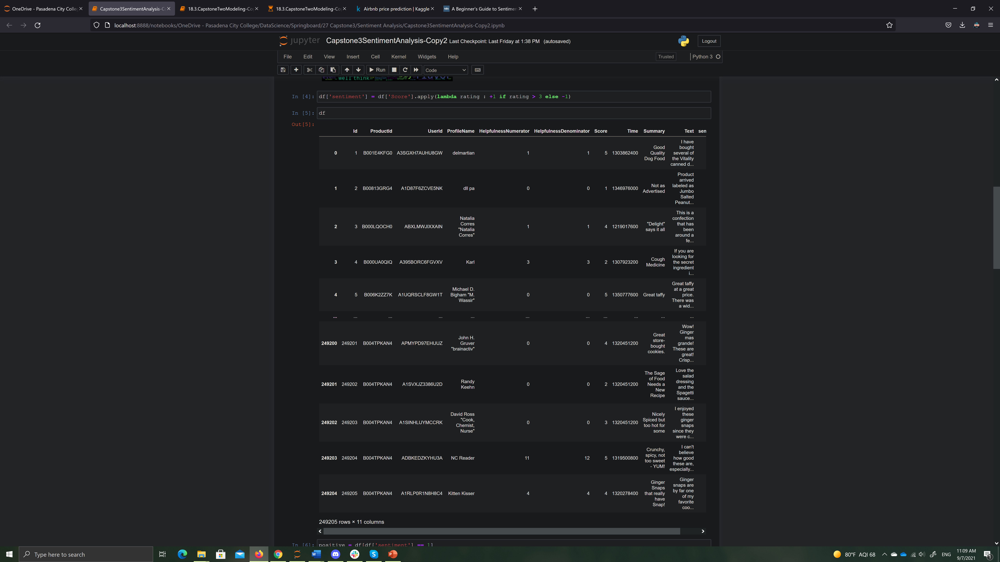 OneDrive - Pasadena City Colleg
Capstone3SentimentAnalysis-Co
18.3.CapstoneTwoModeling-Co
18.3.CapstoneTwoModeling-Co
Airbnb price prediction | Kaggle
tds A Beginner's Guide to Sentimen
localhost:8888/notebooks/OneDrive - Pasadena City College/DataScience/Springboard/27 Capstone3/Sentiment Analysis/Capstone3SentimentAnalysis-Copy2.ipynb
jupyter Capstone3SentimentAnalysis-Copy2 Last Checkpoint: Last Friday at 1:38 PM (autosaved)
Logout
File Edit View Insert Cell Kernel Widgets Help
Trusted
Python 3
Run
Code
well think Amazon stuff
In [4]: df['sentiment'] = df['Score'].apply(lambda rating : +1 if rating > 3 else -1)
In [5]: df
Out[5]:
Id ProductId UserId ProfileName HelpfulnessNumerator HelpfulnessDenominator Score Time Summary Text sen
0 1 B001E4KFG0 A3SGXH7AUHU8GW delmartian 1 1 5 1303862400
Good
Quality
Dog Food
I have
bought
several of
the Vitality
canned d...
1 2 B00813GRG4 A1D87F6ZCVE5NK dll pa 0 0 1 1346976000
Not as
Advertised
Product
arrived
labeled as
Jumbo
Salted
Peanut...
2 3 B000LQOCH0 ABXLMWJIXXAIN
Natalia
Corres
"Natalia
Corres"
1 1 4 1219017600
"Delight"
says it all
This is a
confection
that has
been
around a
fe...
3 4 B000UA0QIQ A395BORC6FGVXV Karl 3 3 2 1307923200
Cough
Medicine
If you are
looking for
the secret
ingredient
i...
4 5 B006K2ZZ7K A1UQRSCLF8GW1T
Michael D.
Bigham "M.
Wassir"
0 0 5 1350777600 Great taffy
Great taffy
at a great
price.
There was
a wid...
... ... ... ... ... ... ... ... ... ... ...
249200 249201 B004TPKAN4 APMYPD97EHUUZ
John H.
Gruver
"brainactiv"
0 0 4 1320451200
Great
store-
bought
cookies.
Wow!
Ginger
mas
grande!
These are
great!
Crisp...
249201 249202 B004TPKAN4 A1SVXJZ3386U2D
Randy
Keehn
0 0 2 1320451200
The Sage
of Food
Needs a
New
Recipe
Love the
salad
dressing
and the
Spagetti
sauce...
249202 249203 B004TPKAN4 A1SINHLUYMCCRK
David Ross
"Cook,
Chemist,
Nurse"
0 0 3 1320451200
Nicely
Spiced but
too hot for
some
I enjoyed
these
ginger
snaps
since they
were c...
249203 249204 B004TPKAN4 ADBKEDZKYHU3A NC Reader 11 12 5 1319500800
Crunchy,
spicy, not
too sweet
- YUM!
I can't
believe
how good
these are,
especially...
249204 249205 B004TPKAN4 A1RLP0R1N8H8C4 Kitten Kisser 4 4 4 1320278400
Ginger
Snaps
that really
have
Snap!
Ginger
snaps are
by far one
of my
favorite
coo...
249205 rows × 11 columns
In [6]: positive = df[df['sentiment'] == 1]
Type here to search
80°F AQI 68
ENG
11:09 AM
9/7/2021
1